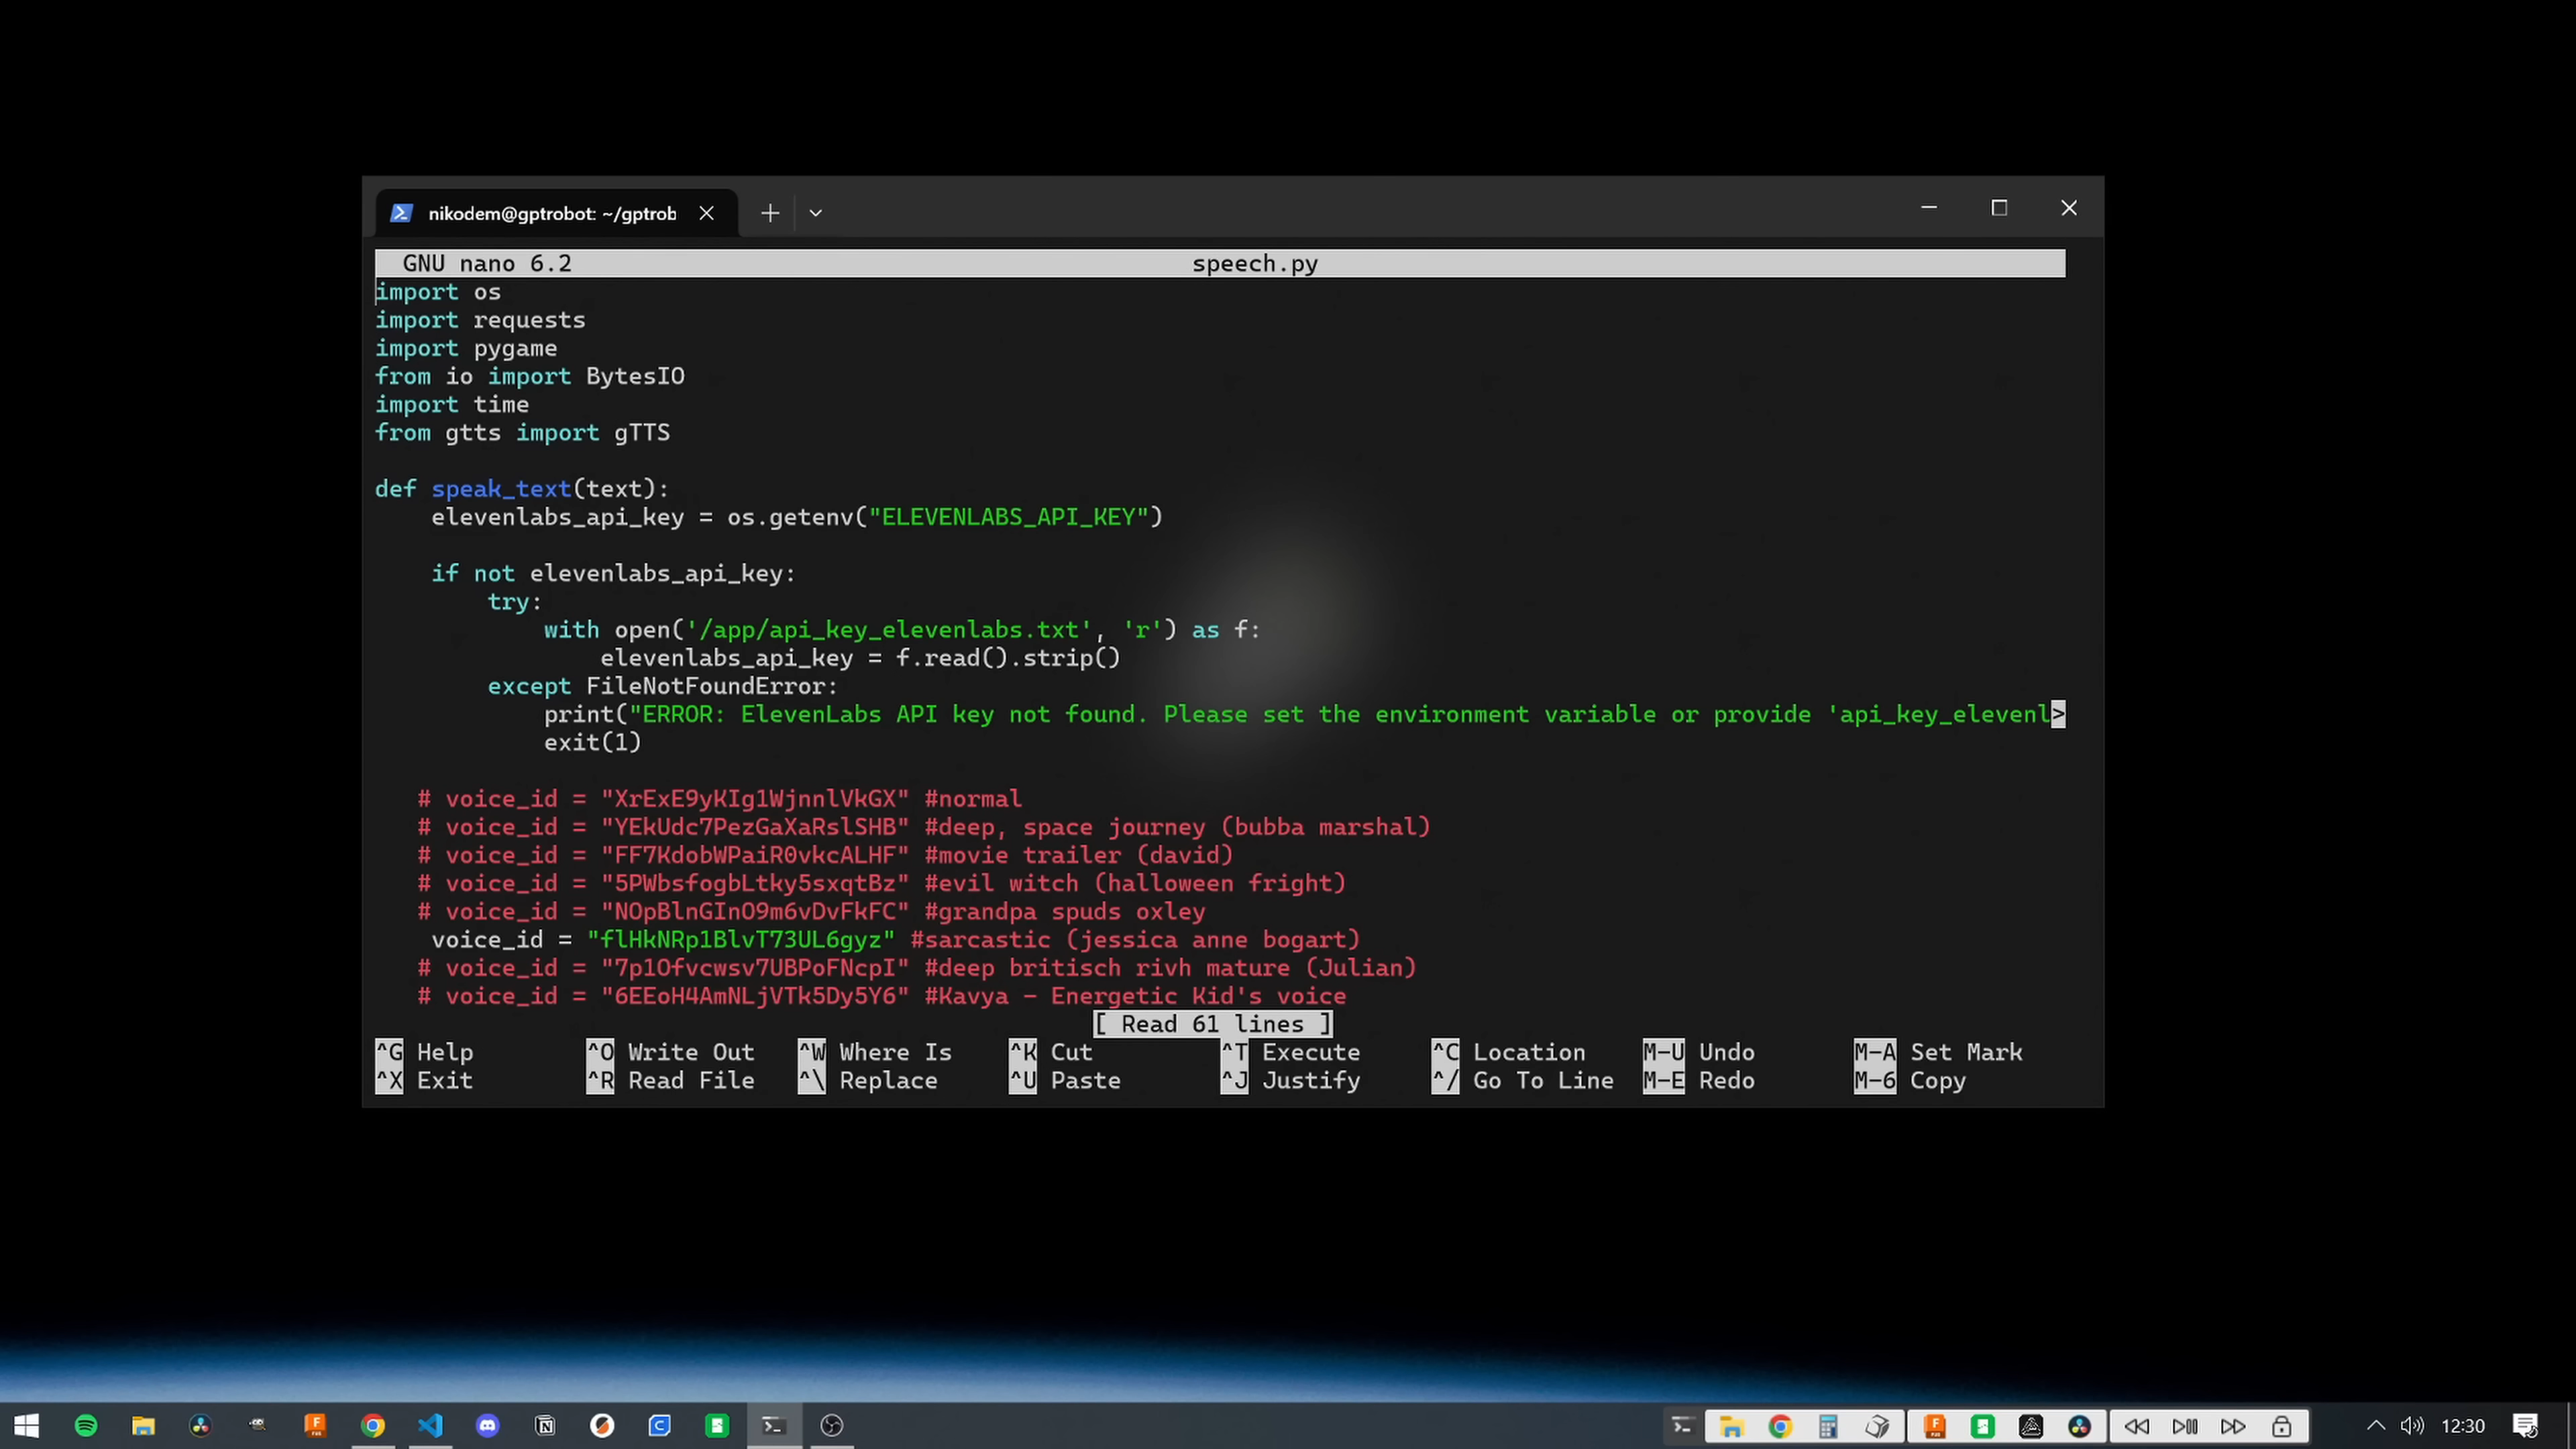 nikodem@gptrobot: ~/gptrob
GNU nano 6.2 speech.py
import os
import requests
import pygame
from io import BytesIO
import time
from gtts import gTTS
def speak_text(text):
elevenlabs_api_key = os.getenv("ELEVENLABS_API_KEY")
if not elevenlabs_api_key:
try:
with open('/app/api_key_elevenlabs.txt', 'r') as f:
elevenlabs_api_key = f.read().strip()
except FileNotFoundError:
print("ERROR: ElevenLabs API key not found. Please set the environment variable or provide 'api_key_elevenl>
exit(1)
# voice_id = "XrExE9yKIg1WjnnlVkGX" #normal
# voice_id = "YEkUdc7PezGaXaRslSHB" #deep, space journey (bubba marshal)
# voice_id = "FF7KdobWPaiR0vkcALHF" #movie trailer (david)
# voice_id = "5PWbsfogbLtky5sxqtBz" #evil witch (halloween fright)
# voice_id = "NOpBlnGInO9m6vDvFkFC" #grandpa spuds oxley
voice_id = "flHkNRp1BlvT73UL6gyz" #sarcastic (jessica anne bogart)
# voice_id = "7p1Ofvcwsv7UBPoFNcpI" #deep britisch rivh mature (Julian)
# voice_id = "6EEoH4AmNLjVTk5Dy5Y6" #Kavya - Energetic Kid's voice
[ Read 61 lines ]
^G Help ^O Write Out ^W Where Is ^K Cut ^T Execute ^C Location M-U Undo M-A Set Mark
^X Exit ^R Read File ^\ Replace ^U Paste ^J Justify ^/ Go To Line M-E Redo M-6 Copy
12:30